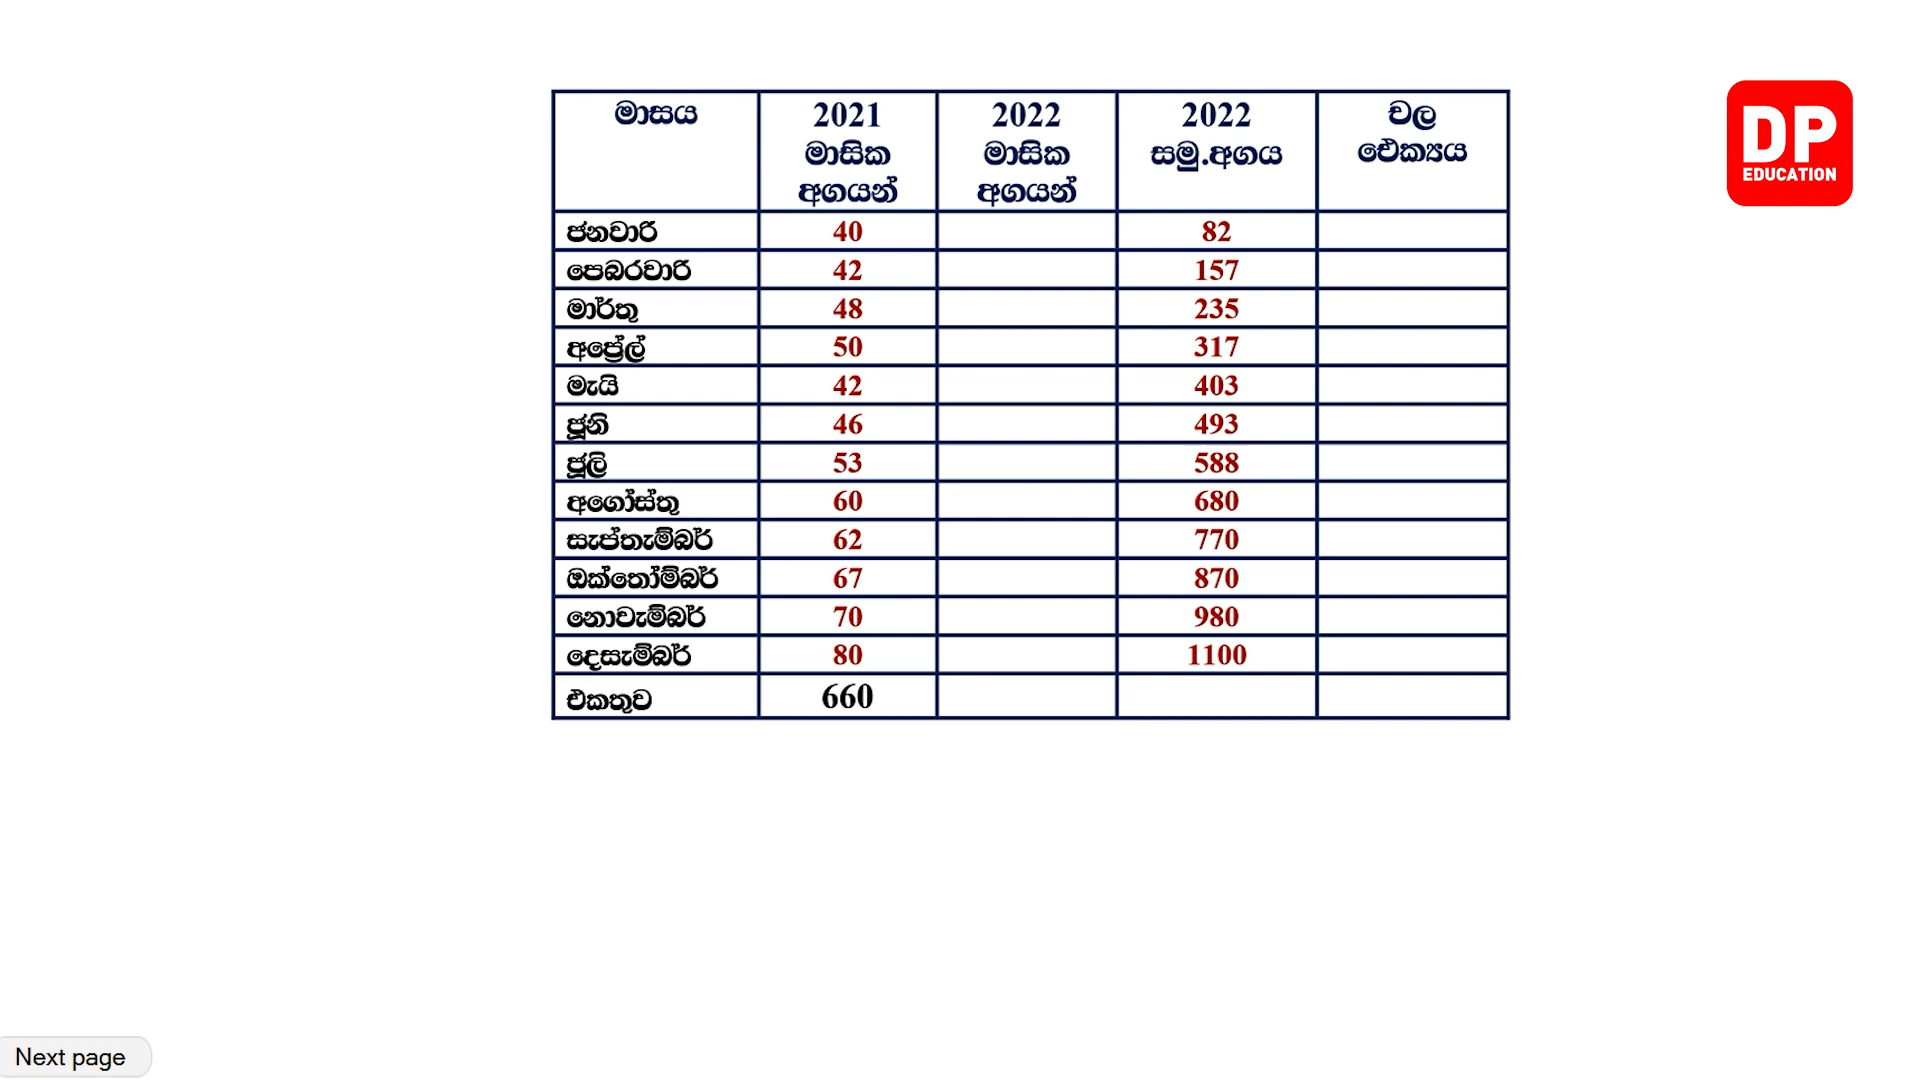 මාසය 2021 මාසික අගයන් 2022 මාසික අගයන් 2022 සමු.අගය චල ඓක්‍යය
ජනවාරි 40 82
පෙබරවාරි 42 157
මාර්තු 48 235
අප්‍රේල් 50 317
මැයි 42 403
ජූනි 46 493
ජූලි 53 588
අගෝස්තු 60 680
සැප්තැම්බර් 62 770
ඔක්තෝම්බර් 67 870
නොවැම්බර් 70 980
දෙසැම්බර් 80 1100
එකතුව 660
DP
EDUCATION
Next page